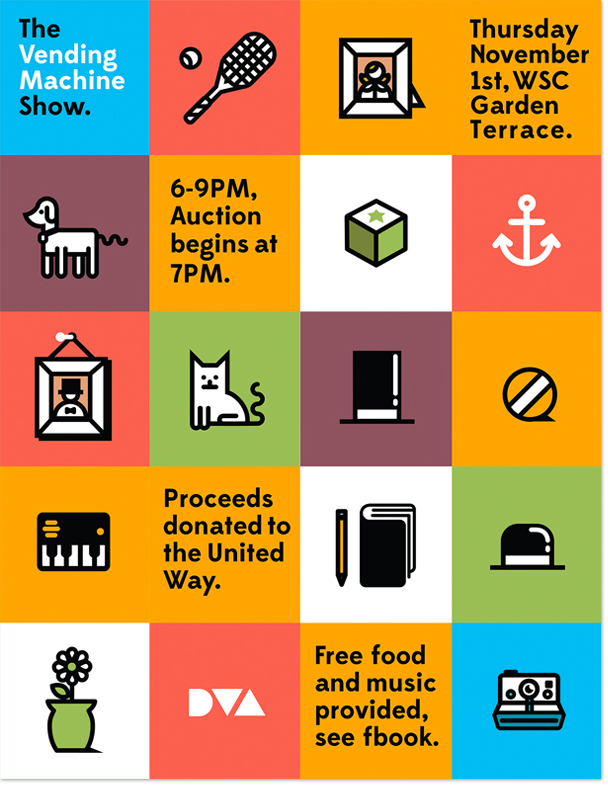 The
Vending
Machine
Show.
Thursday
November
1st, WSC
Garden
Terrace.
6-9PM,
Auction
begins at
7PM.
Proceeds
donated to
the United
Way.
DVA
Free food
and music
provided,
see fbook.